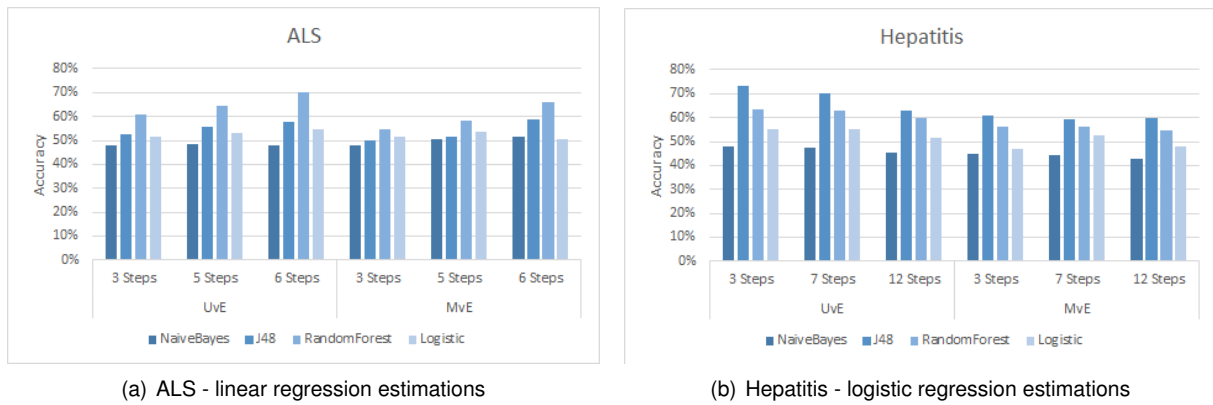 ALS
80%
70%
60%
50%
40%
30%
20%
10%
0%
Accuracy
3 Steps 5 Steps 6 Steps 3 Steps 5 Steps 6 Steps
UvE MvE
NaiveBayes J48 RandomForest Logistic
(a) ALS - linear regression estimations
Hepatitis
80%
70%
60%
50%
40%
30%
20%
10%
0%
Accuracy
3 Steps 7 Steps 12 Steps 3 Steps 7 Steps 12 Steps
UvE MvE
NaiveBayes J48 RandomForest Logistic
(b) Hepatitis - logistic regression estimations